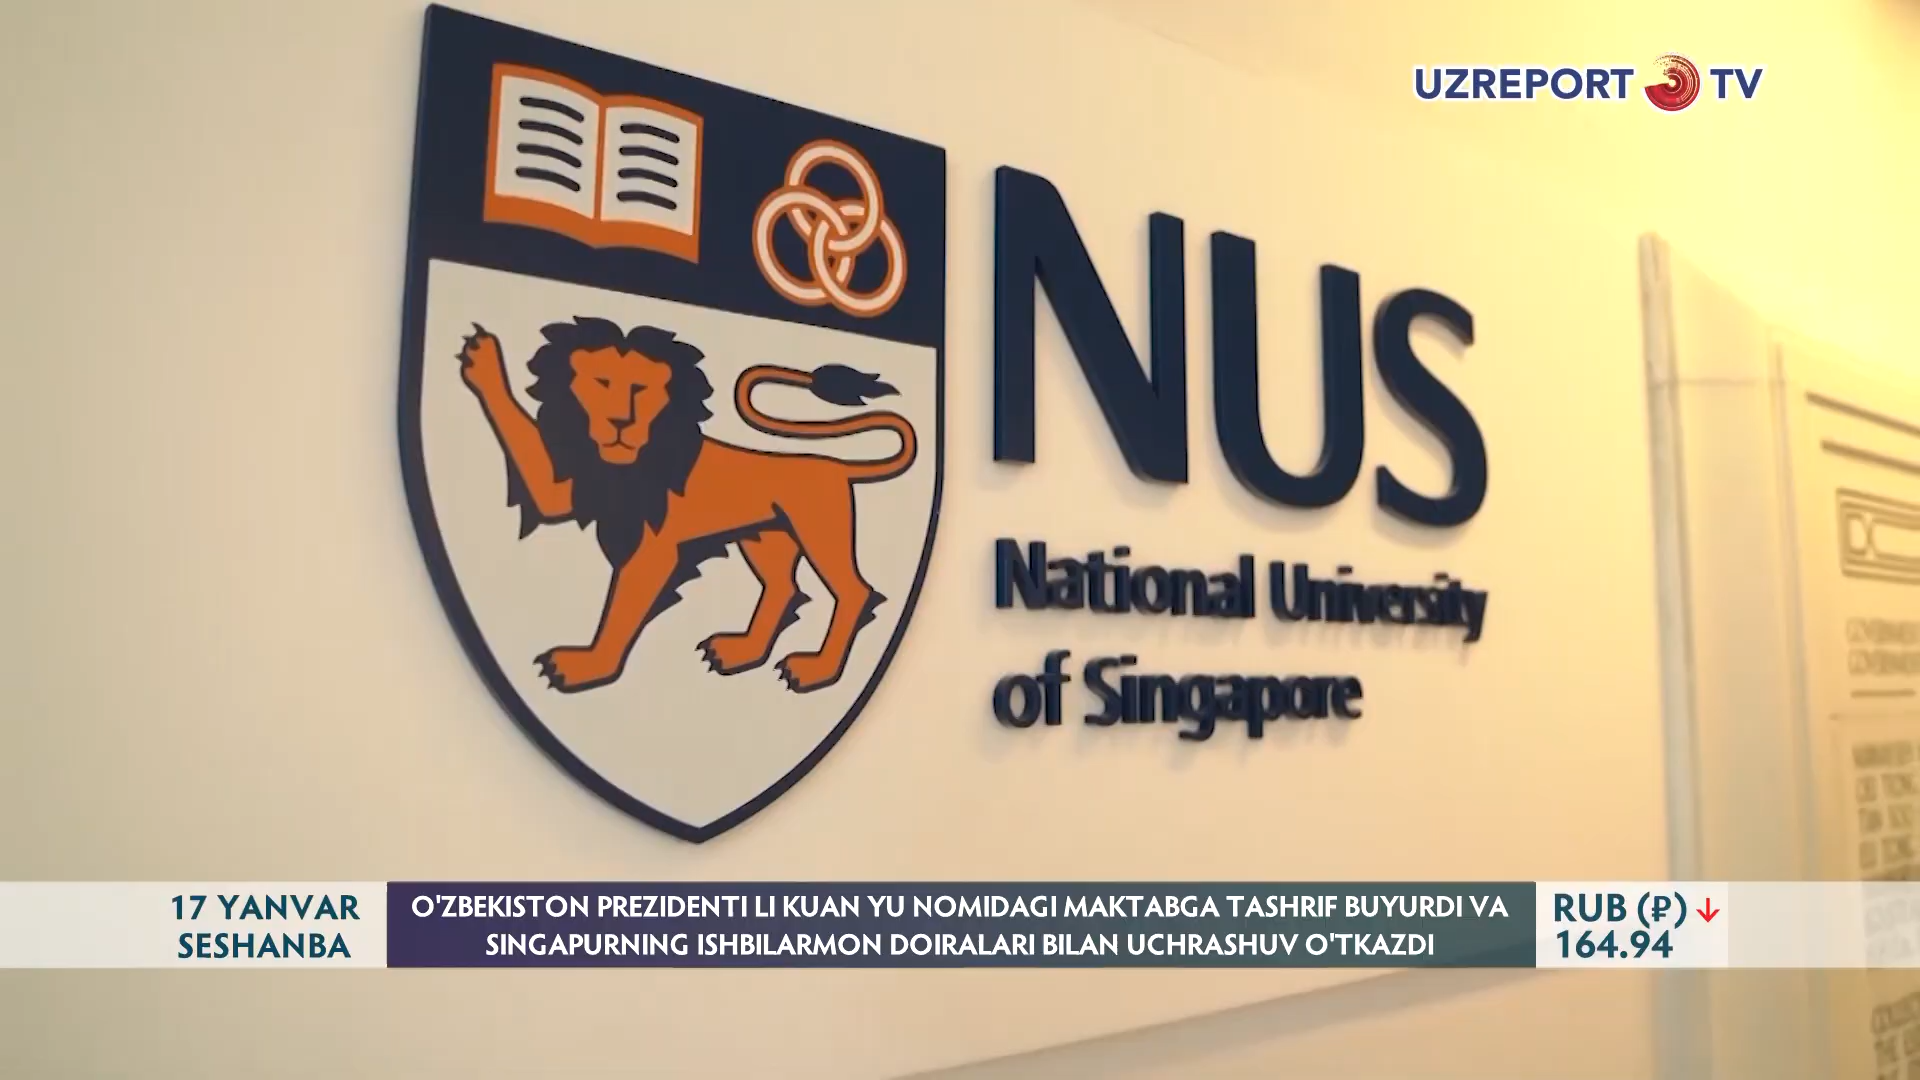 UZREPORT TV
NUS
National University
of Singapore
17 YANVAR
SESHANBA
O'ZBEKISTON PREZIDENTI LI KUAN YU NOMIDAGI MAKTABGA TASHRIF BUYURDI VA
SINGAPURNING ISHBILARMON DOIRALARI BILAN UCHRASHUV O'TKAZDI
RUB (₽)
164.94